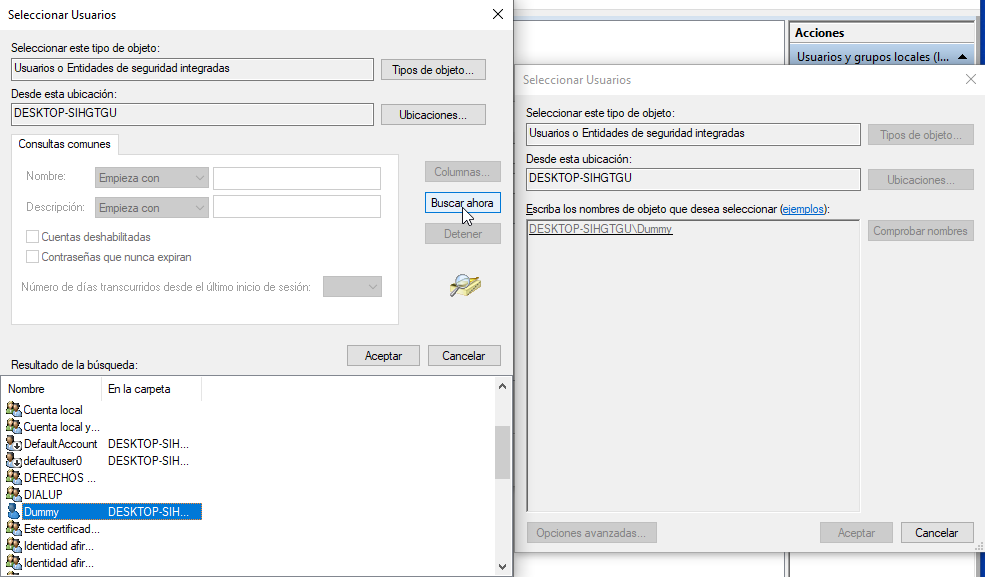 Seleccionar Usuarios
Seleccionar este tipo de objeto:
Usuarios o Entidades de seguridad integradas
Tipos de objeto...
Desde esta ubicación:
DESKTOP-SIHGTGU
Ubicaciones...
Consultas comunes
Nombre:
Empieza con
Descripción:
Empieza con
Cuentas deshabilitadas
Contraseñas que nunca expiran
Número de días transcurridos desde el último inicio de sesión:
Columnas...
Buscar ahora
Detener
Aceptar
Cancelar
Resultado de la búsqueda:
Nombre
En la carpeta
Cuenta local
Cuenta local y...
DefaultAccount DESKTOP-SIH...
defaultuser0 DESKTOP-SIH...
DERECHOS ...
DIALUP
Dummy DESKTOP-SIH...
Este certificad...
Identidad afir...
Identidad afir...
Acciones
Usuarios y grupos locales (l...
Seleccionar Usuarios
Seleccionar este tipo de objeto:
Usuarios o Entidades de seguridad integradas
Tipos de objeto...
Desde esta ubicación:
DESKTOP-SIHGTGU
Ubicaciones...
Escriba los nombres de objeto que desea seleccionar (ejemplos):
DESKTOP-SIHGTGU\Dummy
Comprobar nombres
Opciones avanzadas...
Aceptar
Cancelar